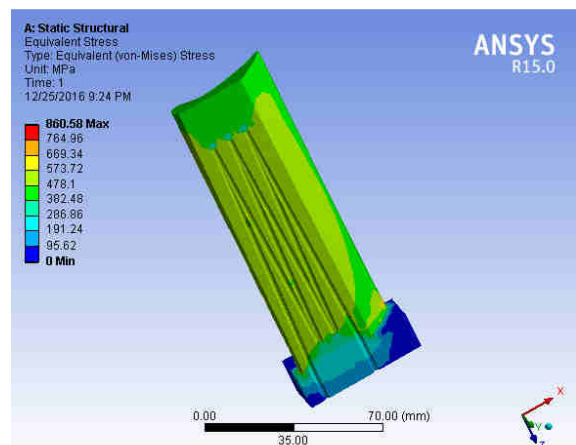 A: Static Structural
Equivalent Stress
Type: Equivalent (von-Mises) Stress
Unit: MPa
Time: 1
12/25/2016 9:24 PM
860.58 Max
764.96
669.34
573.72
478.1
382.48
286.86
191.24
95.62
0 Min
ANSYS
R15.0
0.00
70.00 (mm)
35.00
X
Y
Z